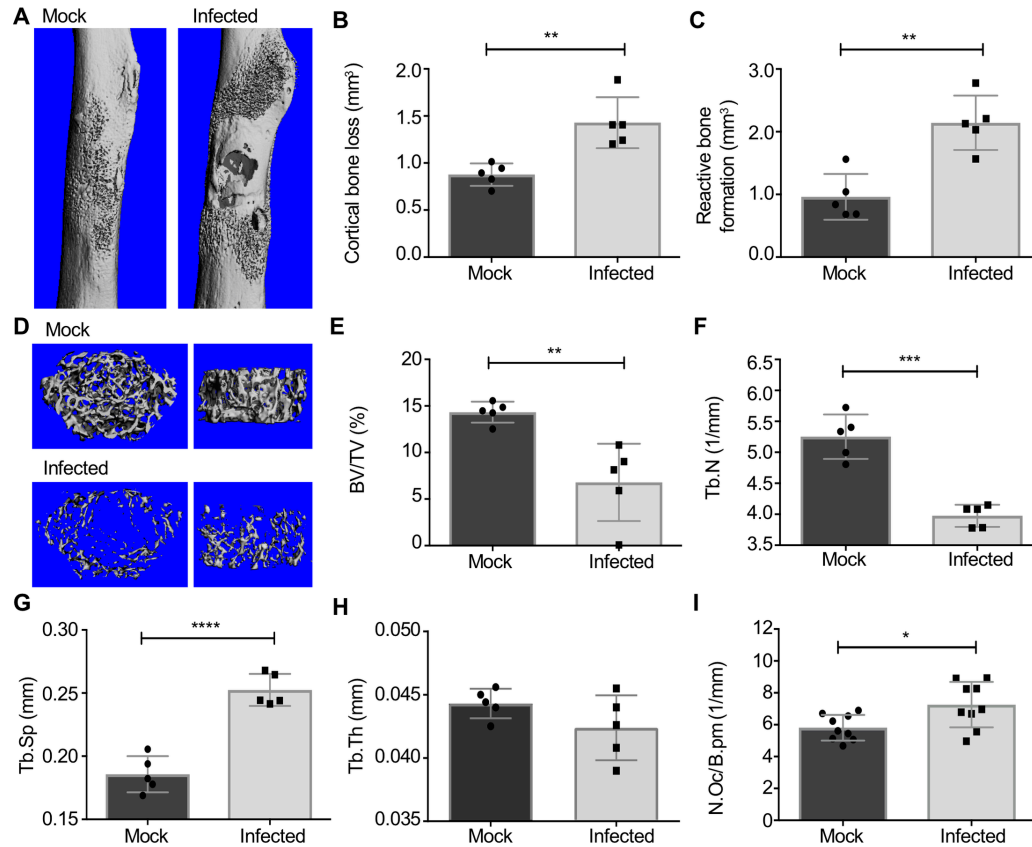 A Mock Infected
B
**
Cortical bone loss (mm³)
2.0
1.5
1.0
0.5
0.0
Mock Infected
C
**
Reactive bone
formation (mm³)
3.0
2.0
1.0
0.0
Mock Infected
D Mock
Infected
E
**
BV/TV (%)
20
15
10
5
0
Mock Infected
F
***
Tb.N (1/mm)
6.5
6.0
5.5
5.0
4.5
4.0
3.5
Mock Infected
G
****
Tb.Sp (mm)
0.30
0.25
0.20
0.15
Mock Infected
H
Tb.Th (mm)
0.050
0.045
0.040
0.035
Mock Infected
I
*
N.Oc/B.pm (1/mm)
12
10
8
6
4
2
0
Mock Infected